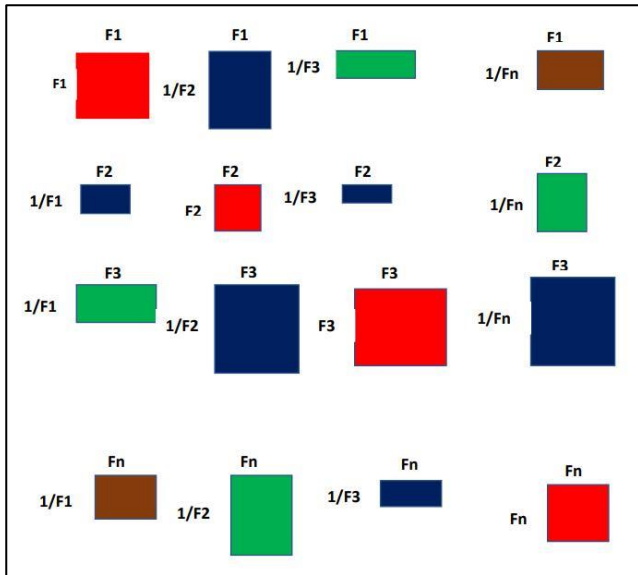 F1 F1 F1 F1
F1 1/F2 1/F3 1/Fn
F2 F2 F2 F2
1/F1 F2 1/F3 1/Fn
F3 F3 F3 F3
1/F1 1/F2 F3 1/Fn
Fn Fn Fn Fn
1/F1 1/F2 1/F3 Fn